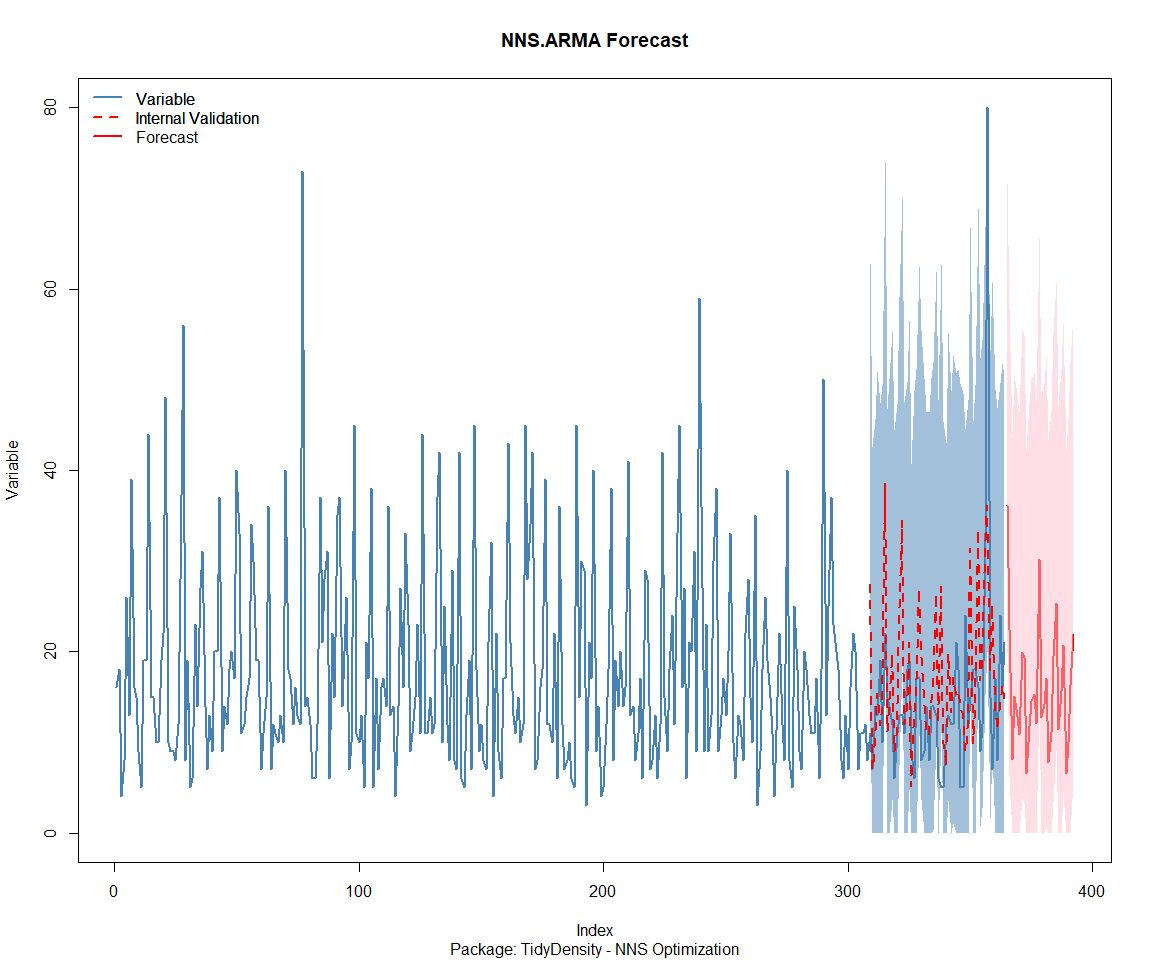 NNS.ARMA Forecast
Variable
Internal Validation
Forecast
Variable
80
60
40
20
0
0 100 200 300 400
Index
Package: TidyDensity - NNS Optimization